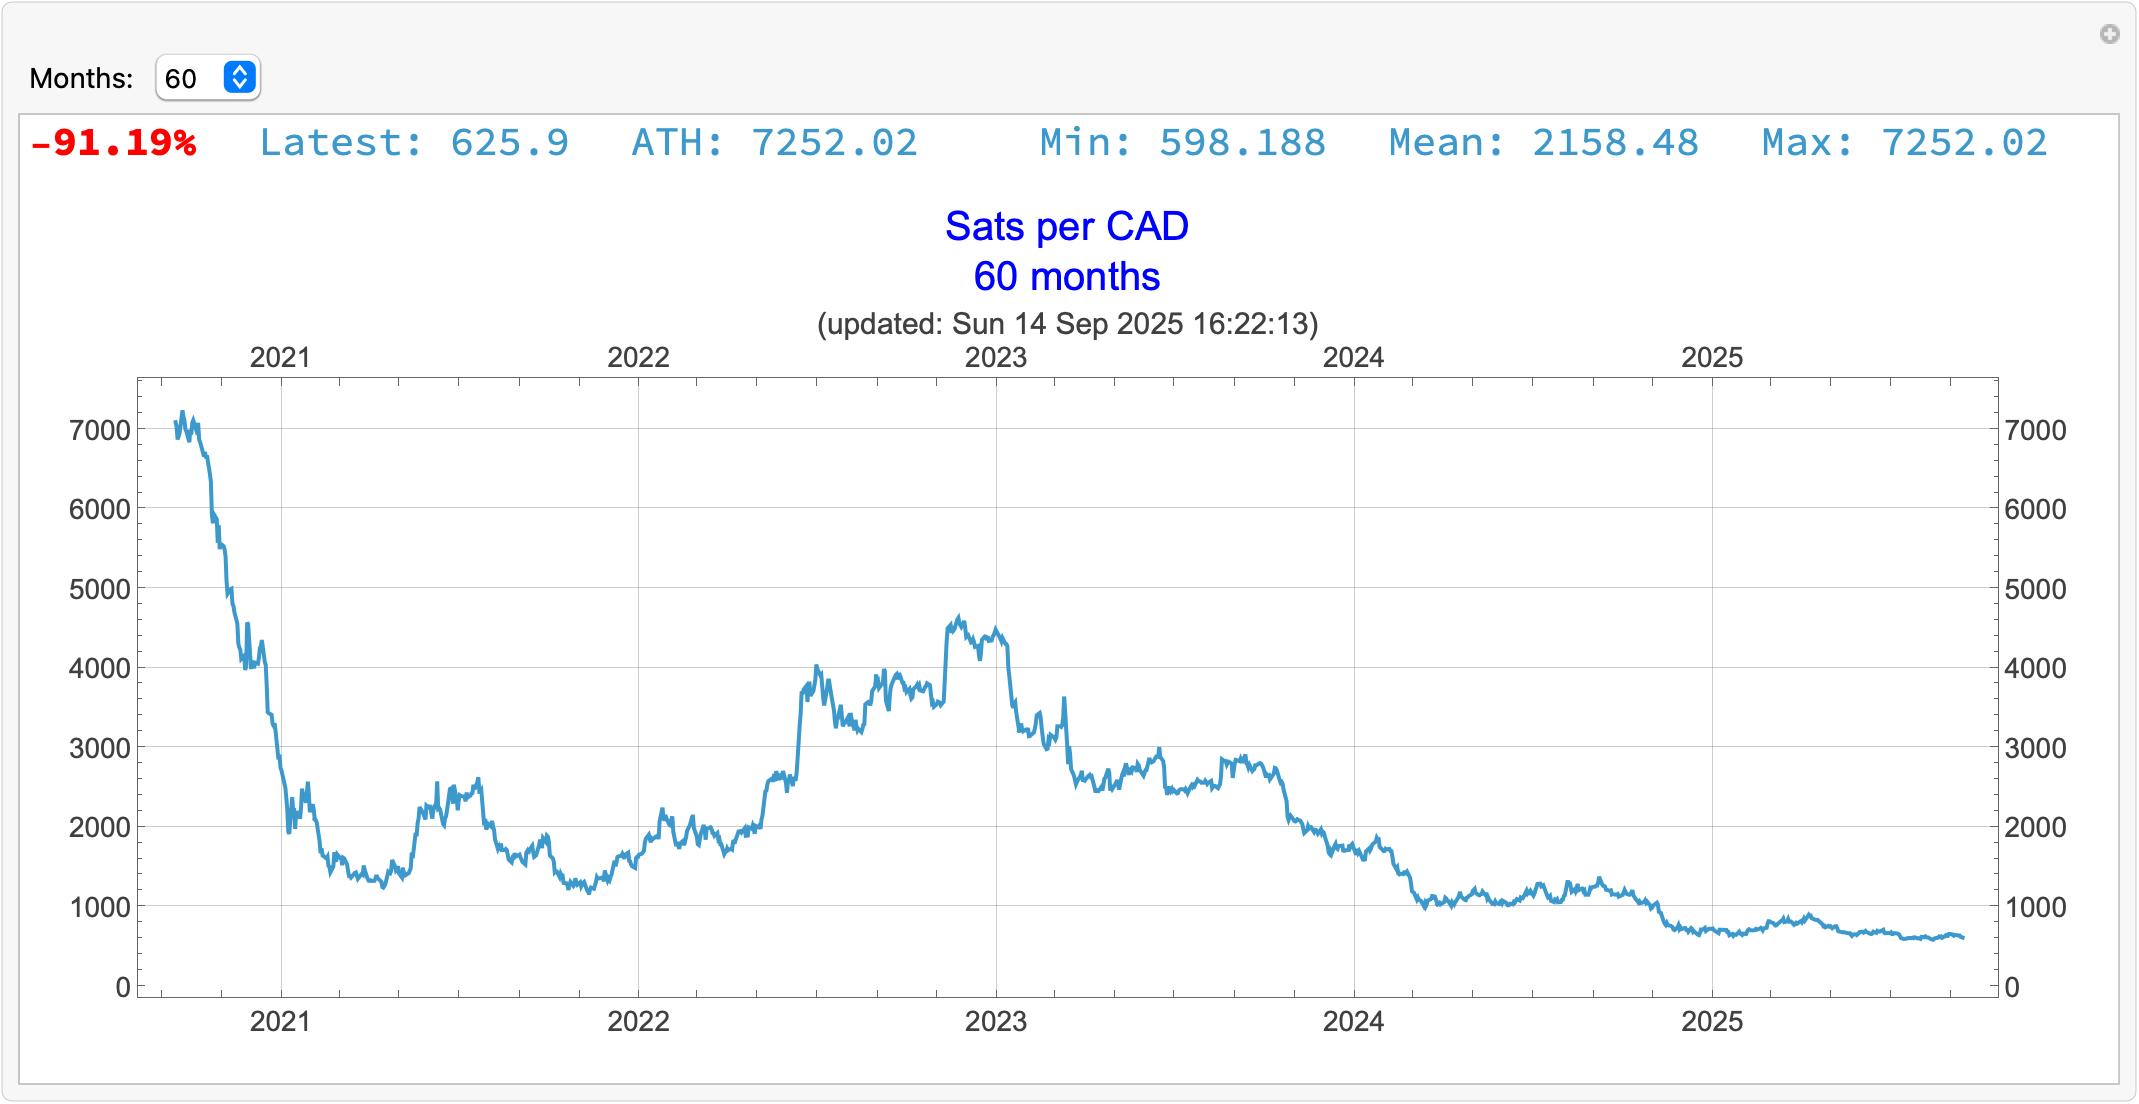 Months: 60
-91.19% Latest: 625.9 ATH: 7252.02 Min: 598.188 Mean: 2158.48 Max: 7252.02
Sats per CAD
60 months
(updated: Sun 14 Sep 2025 16:22:13)
2021 2022 2023 2024 2025
7000 7000
6000 6000
5000 5000
4000 4000
3000 3000
2000 2000
1000 1000
0 0
2021 2022 2023 2024 2025